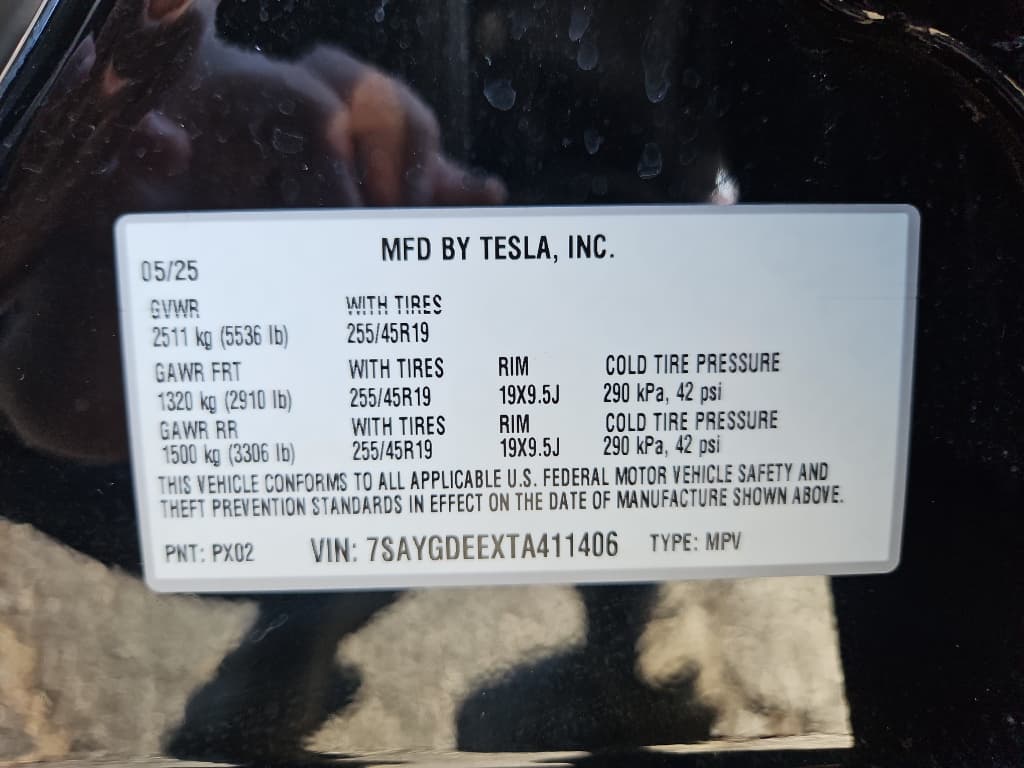 MFD BY TESLA, INC.
05/25
GVWR WITH TIRES
2511 kg (5536 lb) 255/45R19
GAWR FRT WITH TIRES RIM COLD TIRE PRESSURE
1320 kg (2910 lb) 255/45R19 19X9.5J 290 kPa, 42 psi
GAWR RR WITH TIRES RIM COLD TIRE PRESSURE
1500 kg (3306 lb) 255/45R19 19X9.5J 290 kPa, 42 psi
THIS VEHICLE CONFORMS TO ALL APPLICABLE U.S. FEDERAL MOTOR VEHICLE SAFETY AND
THEFT PREVENTION STANDARDS IN EFFECT ON THE DATE OF MANUFACTURE SHOWN ABOVE.
PNT: PX02 VIN: 7SAYGDEEXTA411406 TYPE: MPV